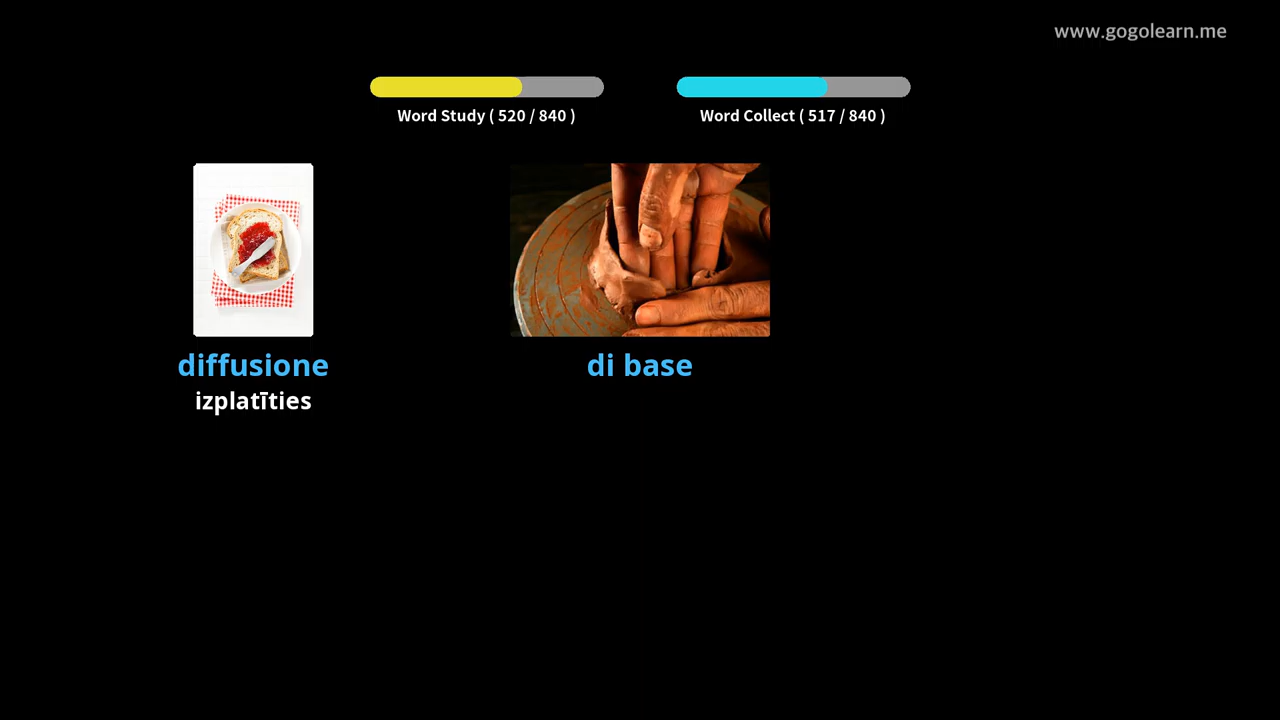 www.gogolearn.me
Word Study ( 520 / 840 )
Word Collect ( 517 / 840 )
diffusione
di base
izplatīties